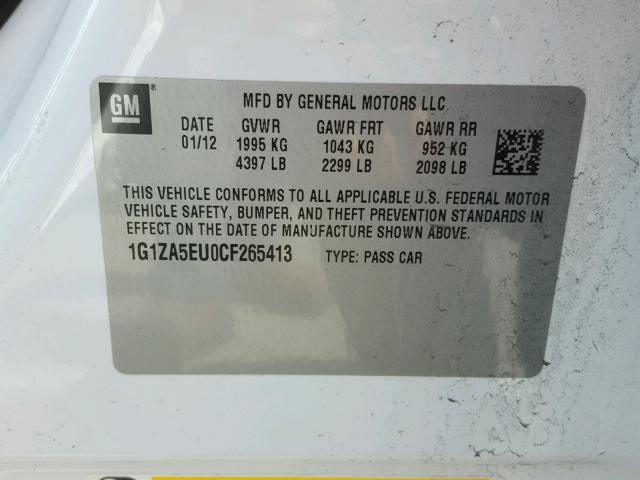 GM ®
MFD BY GENERAL MOTORS LLC
DATE GVWR GAWR FRT GAWR RR
01/12 1995 KG 1043 KG 952 KG
4397 LB 2299 LB 2098 LB
THIS VEHICLE CONFORMS TO ALL APPLICABLE U.S. FEDERAL MOTOR
VEHICLE SAFETY, BUMPER, AND THEFT PREVENTION STANDARDS IN
EFFECT ON THE DATE OF MANUFACTURE SHOWN ABOVE.
1G1ZA5EU0CF265413 TYPE: PASS CAR